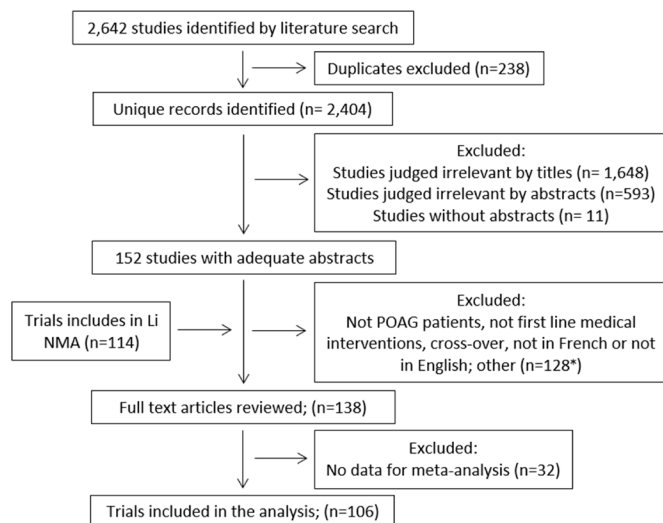 2,642 studies identified by literature search
Duplicates excluded (n=238)
Unique records identified (n= 2,404)
Excluded:
Studies judged irrelevant by titles (n= 1,648)
Studies judged irrelevant by abstracts (n=593)
Studies without abstracts (n= 11)
152 studies with adequate abstracts
Trials includes in Li
NMA (n=114)
Excluded:
Not POAG patients, not first line medical
interventions, cross-over, not in French or not
in English; other (n=128*)
Full text articles reviewed; (n=138)
Excluded:
No data for meta-analysis (n=32)
Trials included in the analysis; (n=106)